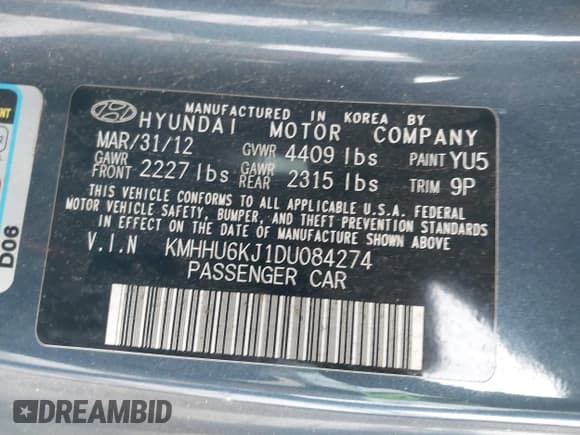 MANUFACTURED IN KOREA BY
HYUNDAI MOTOR COMPANY
MAR/31/12 GVWR 4409 lbs PAINT YU5
GAWR FRONT 2227 lbs GAWR REAR 2315 lbs TRIM 9P
THIS VEHICLE CONFORMS TO ALL APPLICABLE U.S.A. FEDERAL
MOTOR VEHICLE SAFETY, BUMPER, AND THEFT PREVENTION STANDARDS
IN EFFECT ON THE DATE OF MANUFACTURE SHOWN ABOVE
V.I.N KMHHU6KJ1DU084274
PASSENGER CAR
D06
DREAMBID